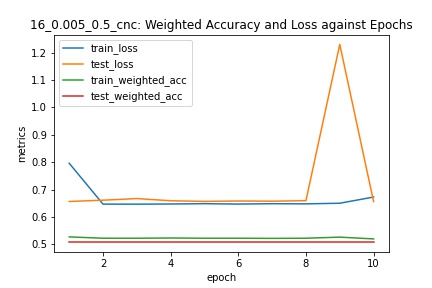 16_0.005_0.5_cnc: Weighted Accuracy and Loss against Epochs
train_loss
test_loss
train_weighted_acc
test_weighted_acc
metrics
1.2
1.1
1.0
0.9
0.8
0.7
0.6
0.5
2
4
6
8
10
epoch